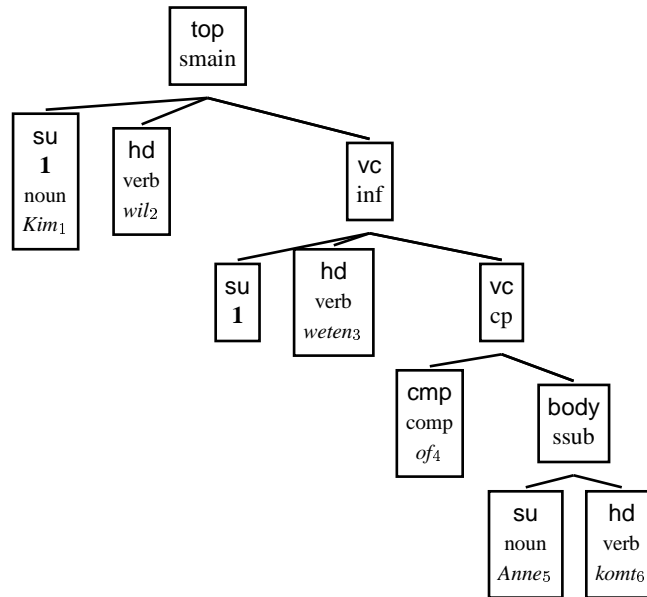 top
smain
su
1
noun
Kim1
hd
verb
wil2
vc
inf
su
1
hd
verb
weten3
vc
cp
cmp
comp
of4
body
ssub
su
noun
Anne5
hd
verb
komt6